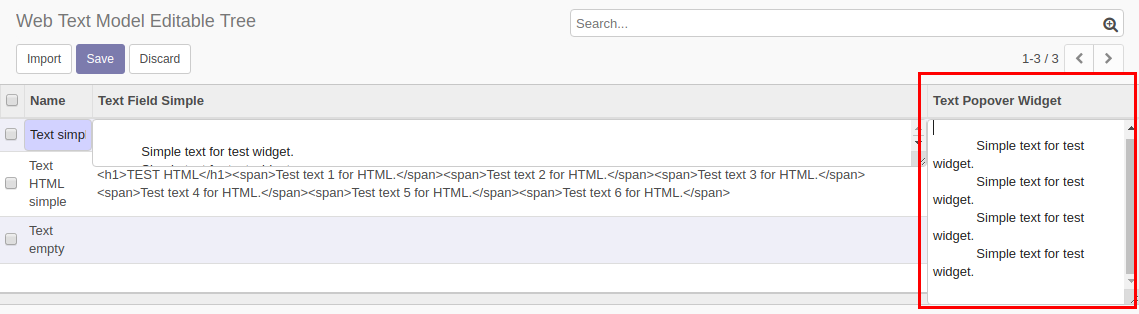 Web Text Model Editable Tree
Search...
Import Save Discard
1-3 / 3
Name Text Field Simple Text Popover Widget
Text simp
Simple text for test widget.
Text
HTML
simple
<h1>TEST HTML</h1><span>Test text 1 for HTML.</span><span>Test text 2 for HTML.</span><span>Test text 3 for HTML.</span>
<span>Test text 4 for HTML.</span><span>Test text 5 for HTML.</span><span>Test text 6 for HTML.</span>
Text
empty
Simple text for test
widget.
Simple text for test
widget.
Simple text for test
widget.
Simple text for test
widget.